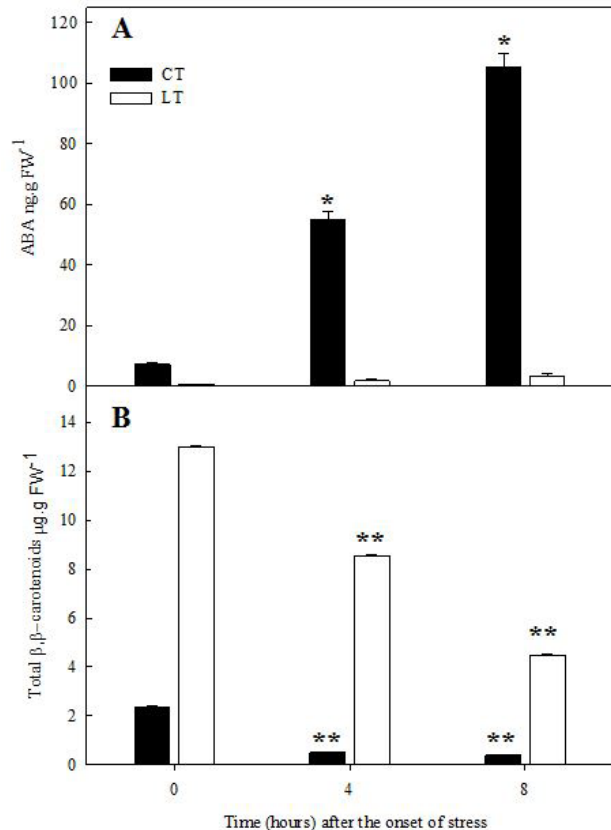 A
CT
LT
120
100
80
60
40
20
0
ABA ng.g FW-1
*
*
B
14
12
10
8
6
4
2
0
Total β,β−carotenoids µg.g FW−1
**
**
**
**
0 4 8
Time (hours) after the onset of stress